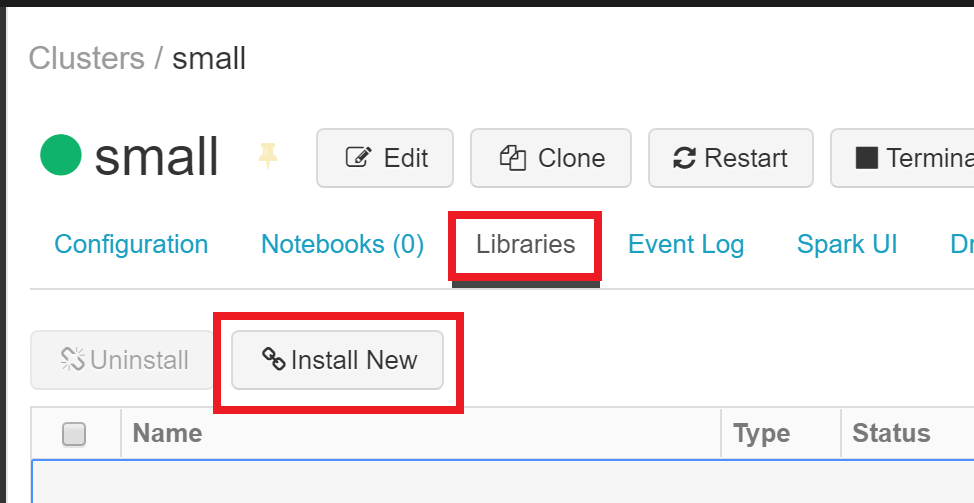 Clusters / small
small Edit Clone Restart Termina
Configuration Notebooks (0) Libraries Event Log Spark UI Dr
Uninstall Install New
Name Type Status